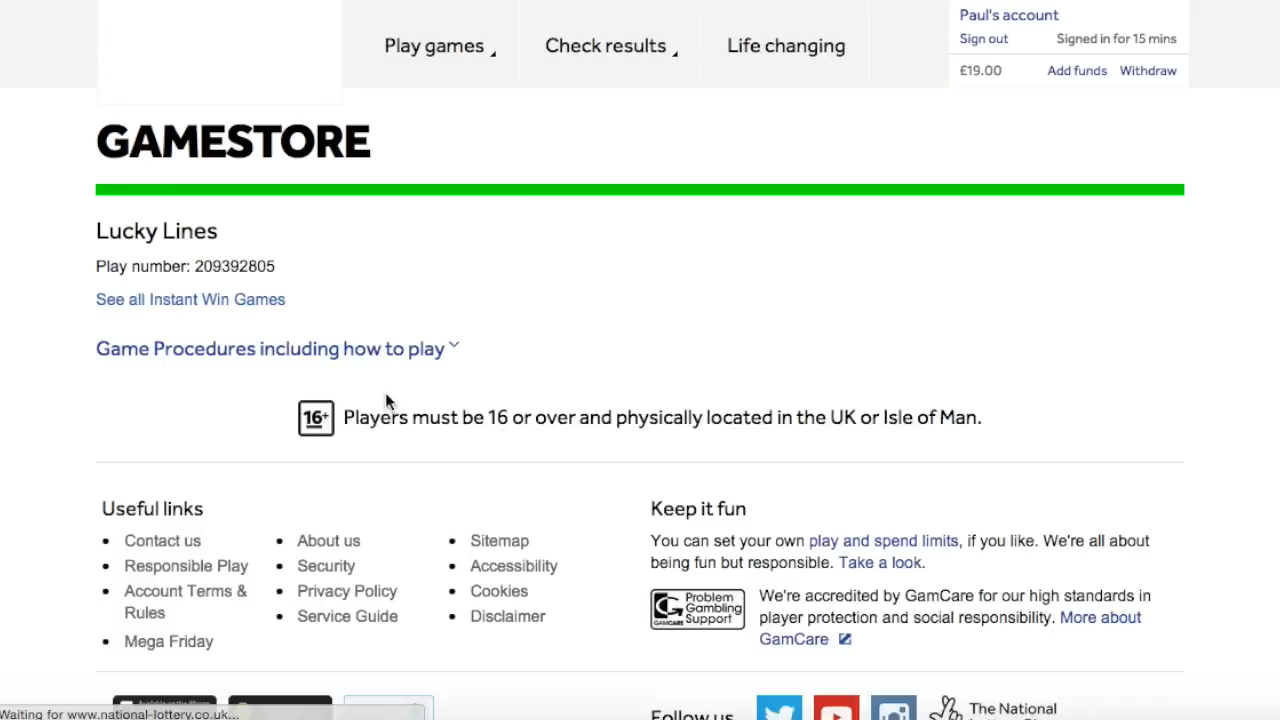 Play games
Check results
Life changing
Paul's account
Sign out
Signed in for 15 mins
£19.00
Add funds
Withdraw
GAMESTORE
Lucky Lines
Play number: 209392805
See all Instant Win Games
Game Procedures including how to play
16+
Players must be 16 or over and physically located in the UK or Isle of Man.
Useful links
Contact us
Responsible Play
Account Terms &
Rules
Mega Friday
About us
Security
Privacy Policy
Service Guide
Sitemap
Accessibility
Cookies
Disclaimer
Keep it fun
You can set your own play and spend limits, if you like. We're all about
being fun but responsible. Take a look.
Problem
Gambling
Support
GAMCARE
We're accredited by GamCare for our high standards in
player protection and social responsibility. More about
GamCare
Follow us
The National
Waiting for www.national-lottery.co.uk...